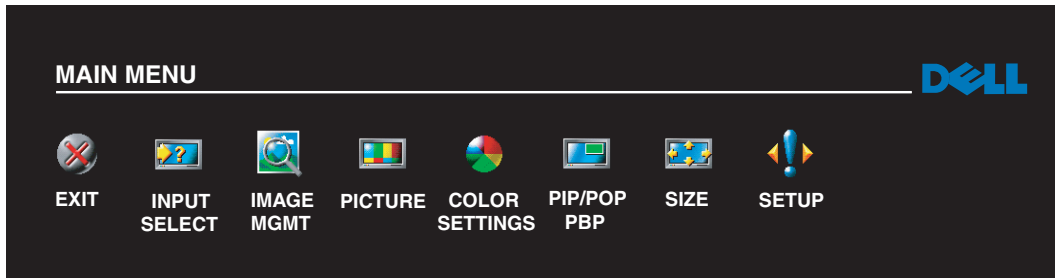 MAIN MENU
DELL
EXIT
INPUT
SELECT
IMAGE
MGMT
PICTURE
COLOR
SETTINGS
PIP/POP
PBP
SIZE
SETUP